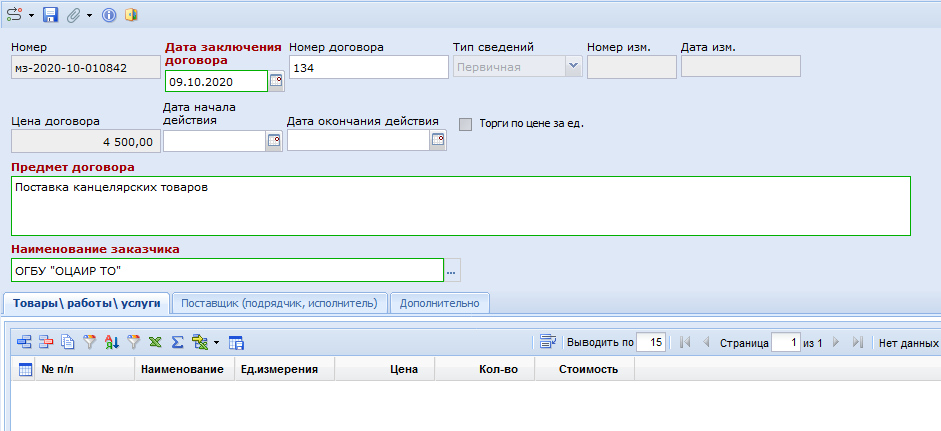 Номер
мз-2020-10-010842
Дата заключения
договора
09.10.2020
Номер договора
134
Тип сведений
Первичная
Номер изм.
Дата изм.
Цена договора
4 500,00
Дата начала
действия
Дата окончания действия
Торги по цене за ед.
Предмет договора
Поставка канцелярских товаров
Наименование заказчика
ОГБУ "ОЦАИР ТО"
...
Товары\ работы\ услуги
Поставщик (подрядчик, исполнитель)
Дополнительно
Выводить по 15
Страница 1 из 1
Нет данных
№ п/п Наименование Ед.измерения Цена Кол-во Стоимость